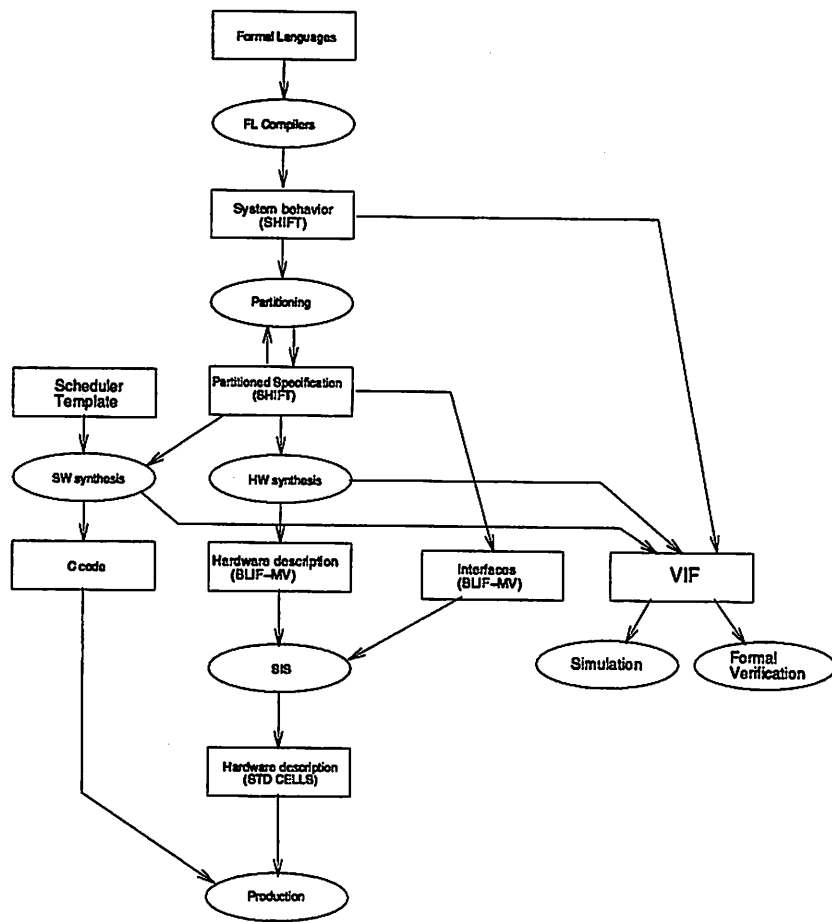 Formal Languages
FL Compilers
System behavior
(SHIFT)
Partitioning
Scheduler
Template
Partitioned Specification
(SHIFT)
SW synthesis
HW synthesis
C code
Hardware description
(BLIF-MV)
Interfaces
(BLIF-MV)
VIF
SIS
Simulation
Formal
Verification
Hardware description
(STD CELLS)
Production